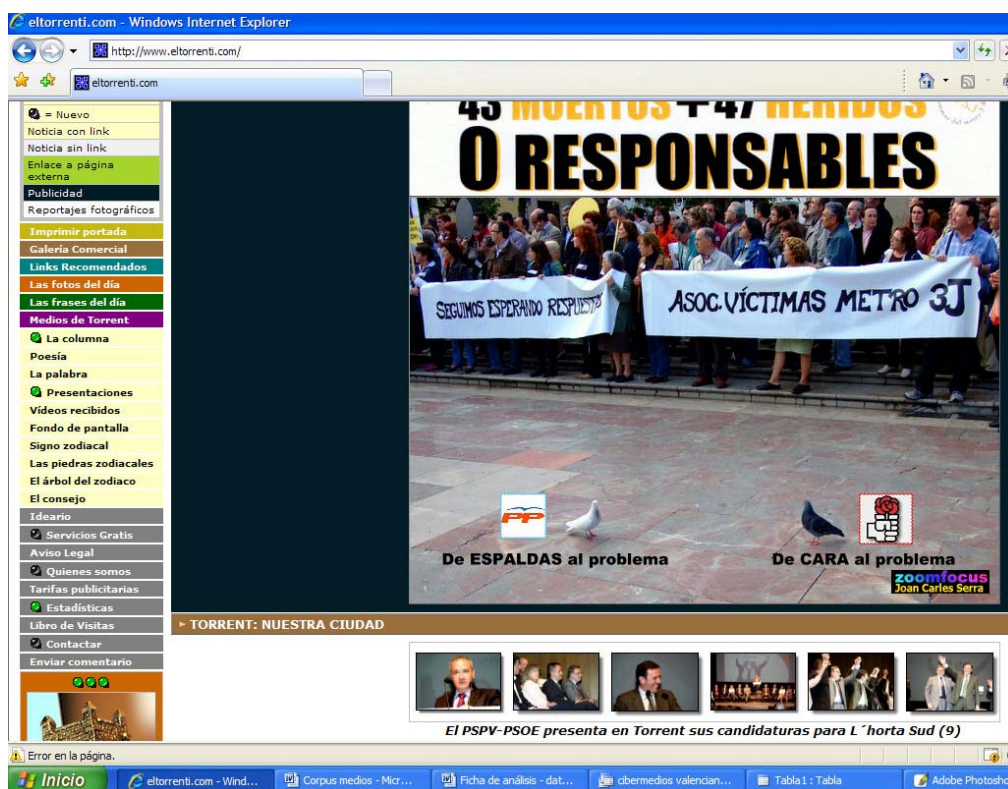 eltorrenti.com - Windows Internet Explorer
http://www.eltorrenti.com/
eltorrenti.com
= Nuevo
Noticia con link
Noticia sin link
Enlace a página
externa
Publicidad
Reportajes fotográficos
Imprimir portada
Galería Comercial
Links Recomendados
Las fotos del día
Las frases del día
Medios de Torrent
La columna
Poesía
La palabra
Presentaciones
Vídeos recibidos
Fondo de pantalla
Signo zodiacal
Las piedras zodiacales
El árbol del zodiaco
El consejo
Ideario
Servicios Gratis
Aviso Legal
Quienes somos
Tarifas publicitarias
Estadísticas
Libro de Visitas
Contactar
Enviar comentario
43 MUERTOS + 47 HERIDOS
0 RESPONSABLES
SEGUIMOS ESPERANDO RESPUESTAS
ASOC. VÍCTIMAS METRO 3J
PP
De ESPALDAS al problema
De CARA al problema
zoomfocus
Joan Carles Serra
TORRENT: NUESTRA CIUDAD
El PSPV-PSOE presenta en Torrent sus candidaturas para L´horta Sud (9)
Error en la página.
Inicio
eltorrenti.com - Wind...
Corpus medios - Micr...
Ficha de análisis - dat...
cibermedios valencian...
Tabla1 : Tabla
Adobe Photosho